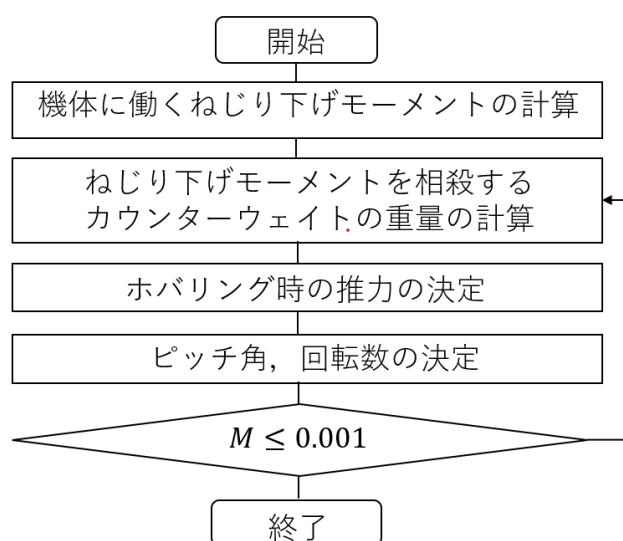 開始
機体に働くねじり下げモーメントの計算
ねじり下げモーメントを相殺する
カウンターウェイトの重量の計算
ホバリング時の推力の決定
ピッチ角，回転数の決定
M ≤ 0.001
終了